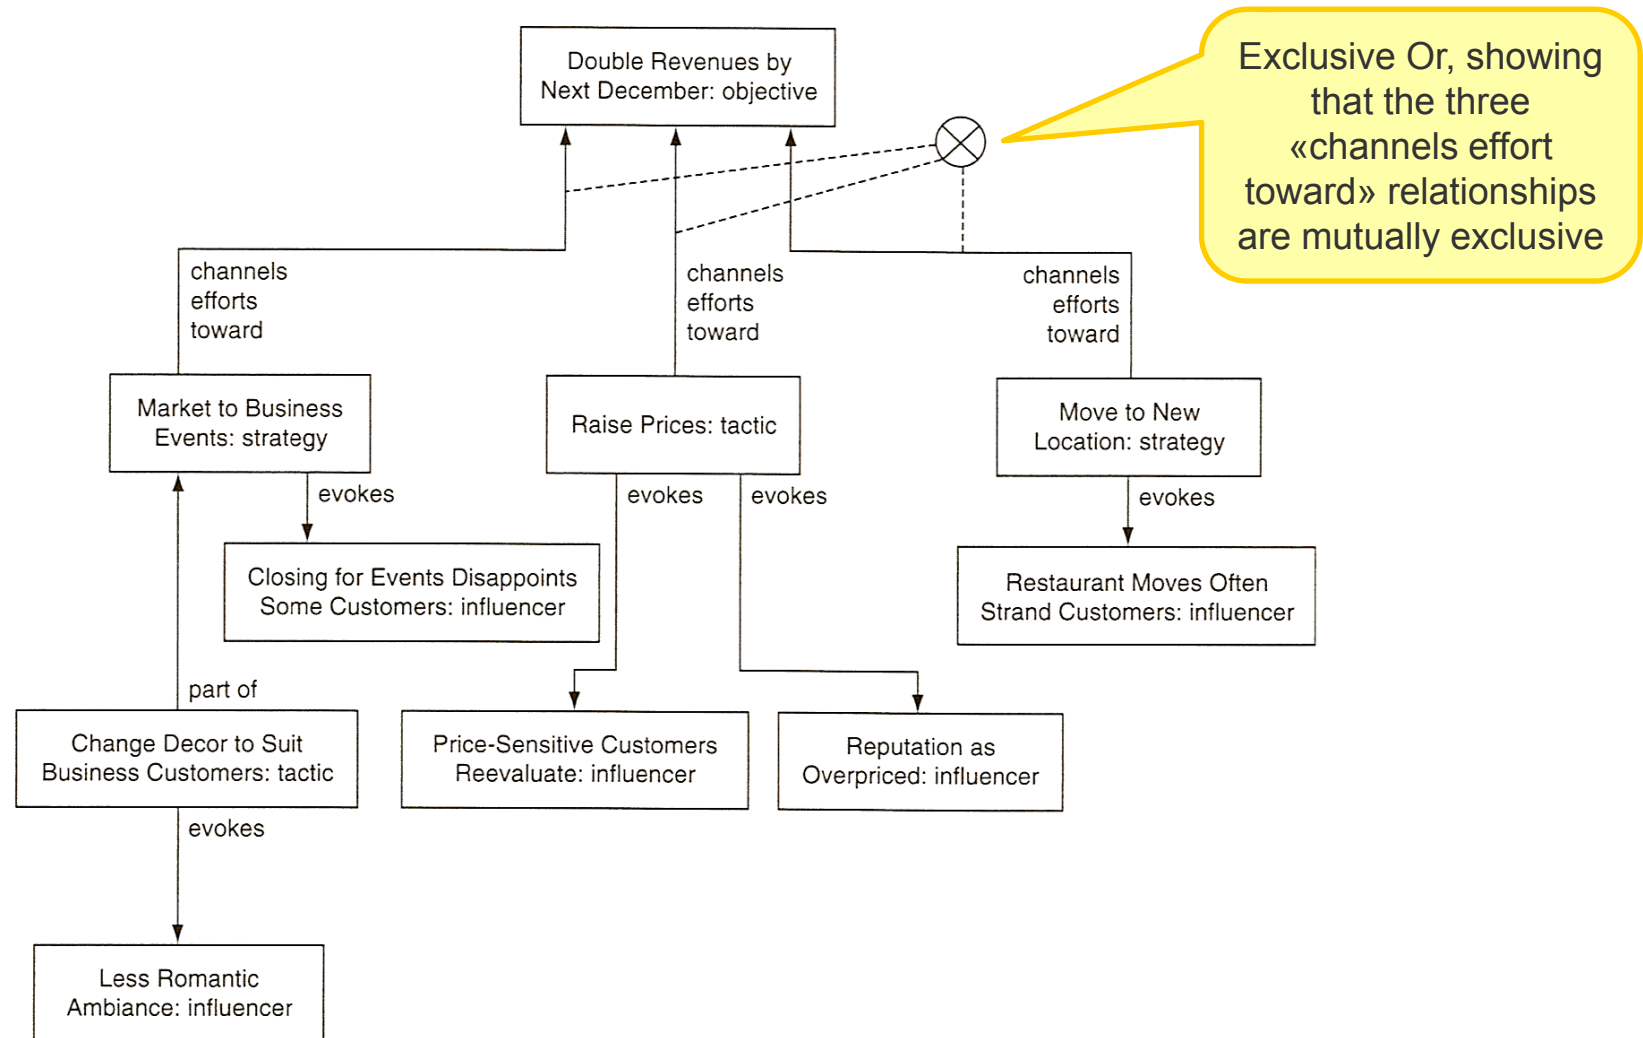 Double Revenues by
Next December: objective
Exclusive Or, showing
that the three
«channels effort
toward» relationships
are mutually exclusive
channels
efforts
toward
channels
efforts
toward
channels
efforts
toward
Market to Business
Events: strategy
Raise Prices: tactic
Move to New
Location: strategy
evokes
evokes
evokes
evokes
Closing for Events Disappoints
Some Customers: influencer
Restaurant Moves Often
Strand Customers: influencer
part of
Change Decor to Suit
Business Customers: tactic
Price-Sensitive Customers
Reevaluate: influencer
Reputation as
Overpriced: influencer
evokes
Less Romantic
Ambiance: influencer